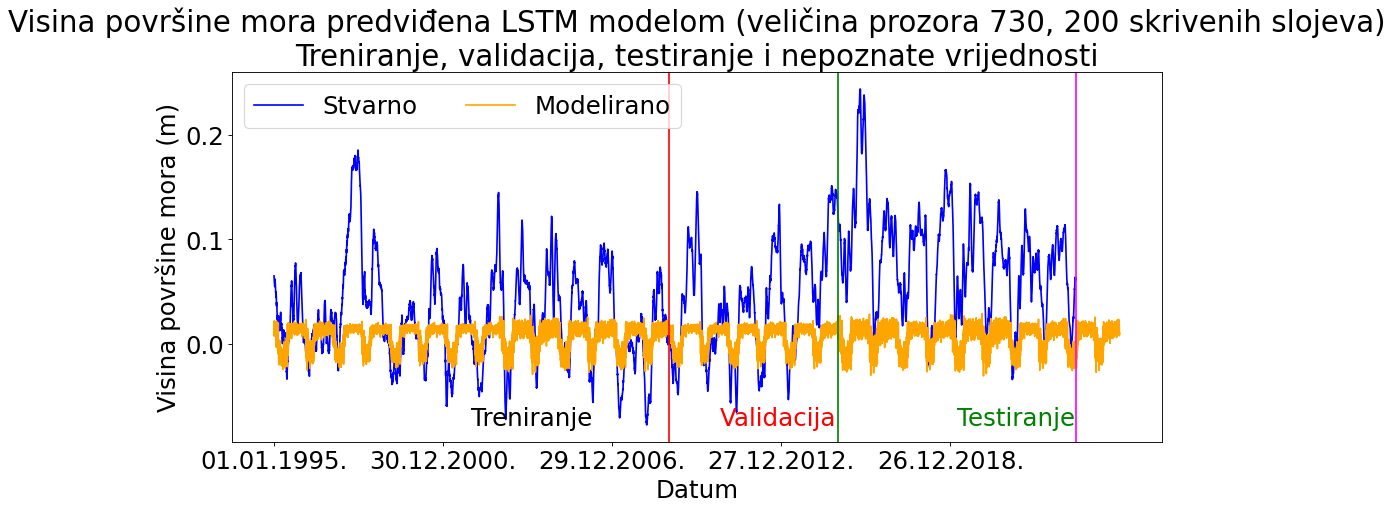 Visina površine mora predviđena LSTM modelom (veličina prozora 730, 200 skrivenih slojeva)
Treniranje, validacija, testiranje i nepoznate vrijednosti
Stvarno
Modelirano
Visina površine mora (m)
0.2
0.1
0.0
Treniranje
Validacija
Testiranje
01.01.1995.
30.12.2000.
29.12.2006.
27.12.2012.
26.12.2018.
Datum